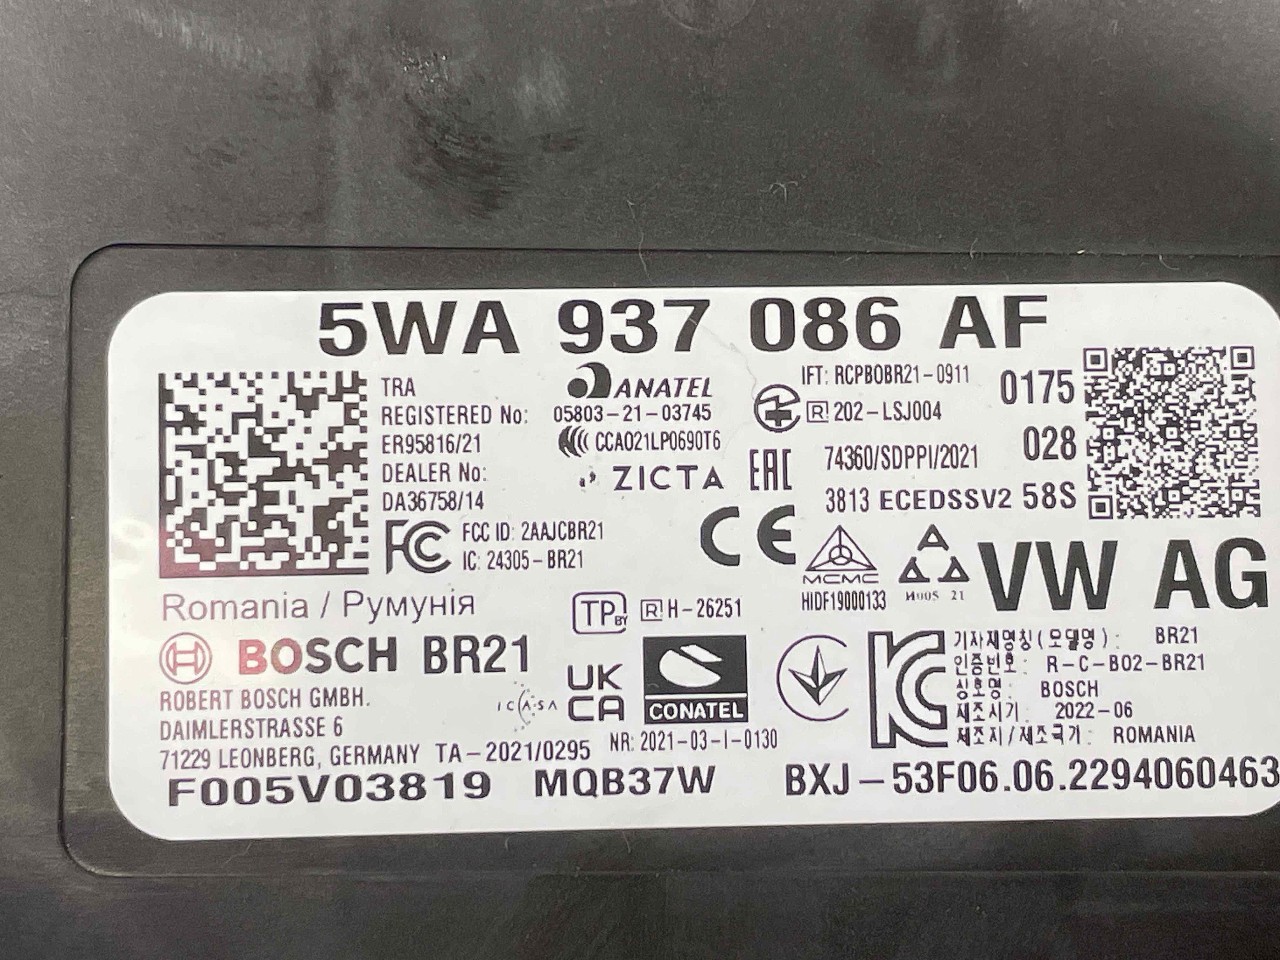 5WA 937 086 AF
TRA
REGISTERED No:
ER95816/21
DEALER No:
DA36758/14
ANATEL
05803-21-03745
CCAO21LP0690T6
ZICTA
IFT: RCPBOBR21-0911
R 202-LSJ004
EAC
74360/SDPPI/2021
3813 ECEDSSV2 58S
0175
028
FC
FCC ID: 2AAJCBR21
IC: 24305-BR21
CE
MCMC
HIDF19000133
VW AG
Romania / Румунія
TP BY
R H-26251
BOSCH BR21
ROBERT BOSCH GMBH.
DAIMLERSTRASSE 6
71229 LEONBERG, GERMANY TA-2021/0295
ICASA
UK
CA
CONATEL
NR: 2021-03-I-0130
KC
기자재명칭(모델명): BR21
인증번호: R-C-B02-BR21
상호명: BOSCH
제조시기: 2022-06
제조자/제조국가: ROMANIA
F005V03819 MQB37W BXJ-53F06.06.2294060463